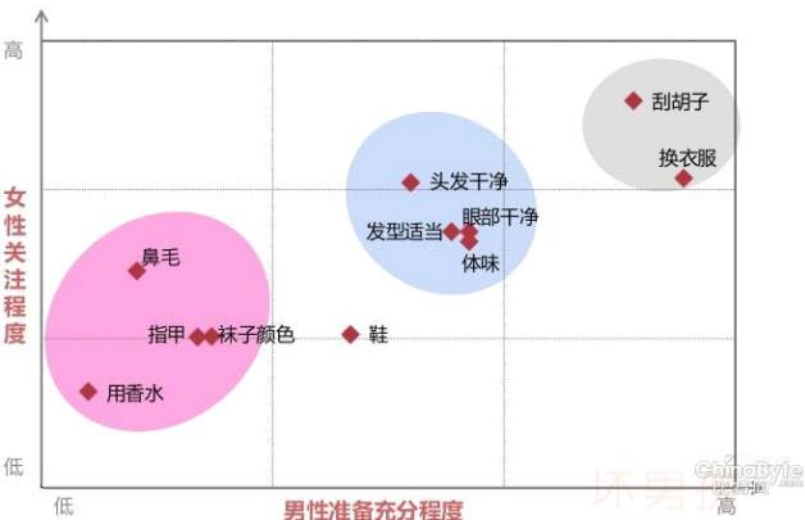 高
刮胡子
换衣服
头发干净
眼部干净
发型适当
体味
女性关注程度
鼻毛
指甲
袜子颜色
鞋
用香水
低
ChinaByte
低
男性准备充分程度
高